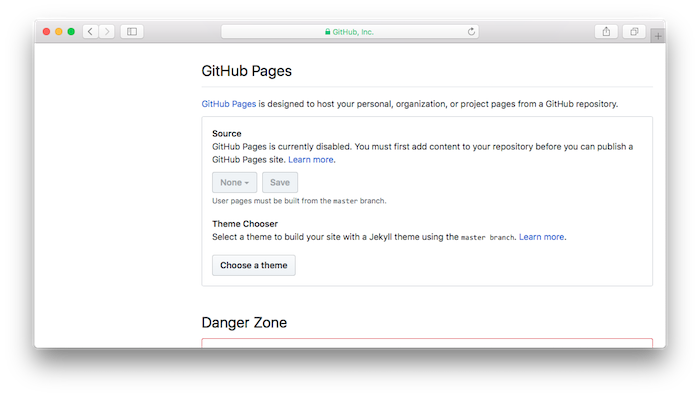 GitHub, Inc.
GitHub Pages
GitHub Pages is designed to host your personal, organization, or project pages from a GitHub repository.
Source
GitHub Pages is currently disabled. You must first add content to your repository before you can publish a
GitHub Pages site. Learn more.
None Save
User pages must be built from the master branch.
Theme Chooser
Select a theme to build your site with a Jekyll theme using the master branch. Learn more.
Choose a theme
Danger Zone